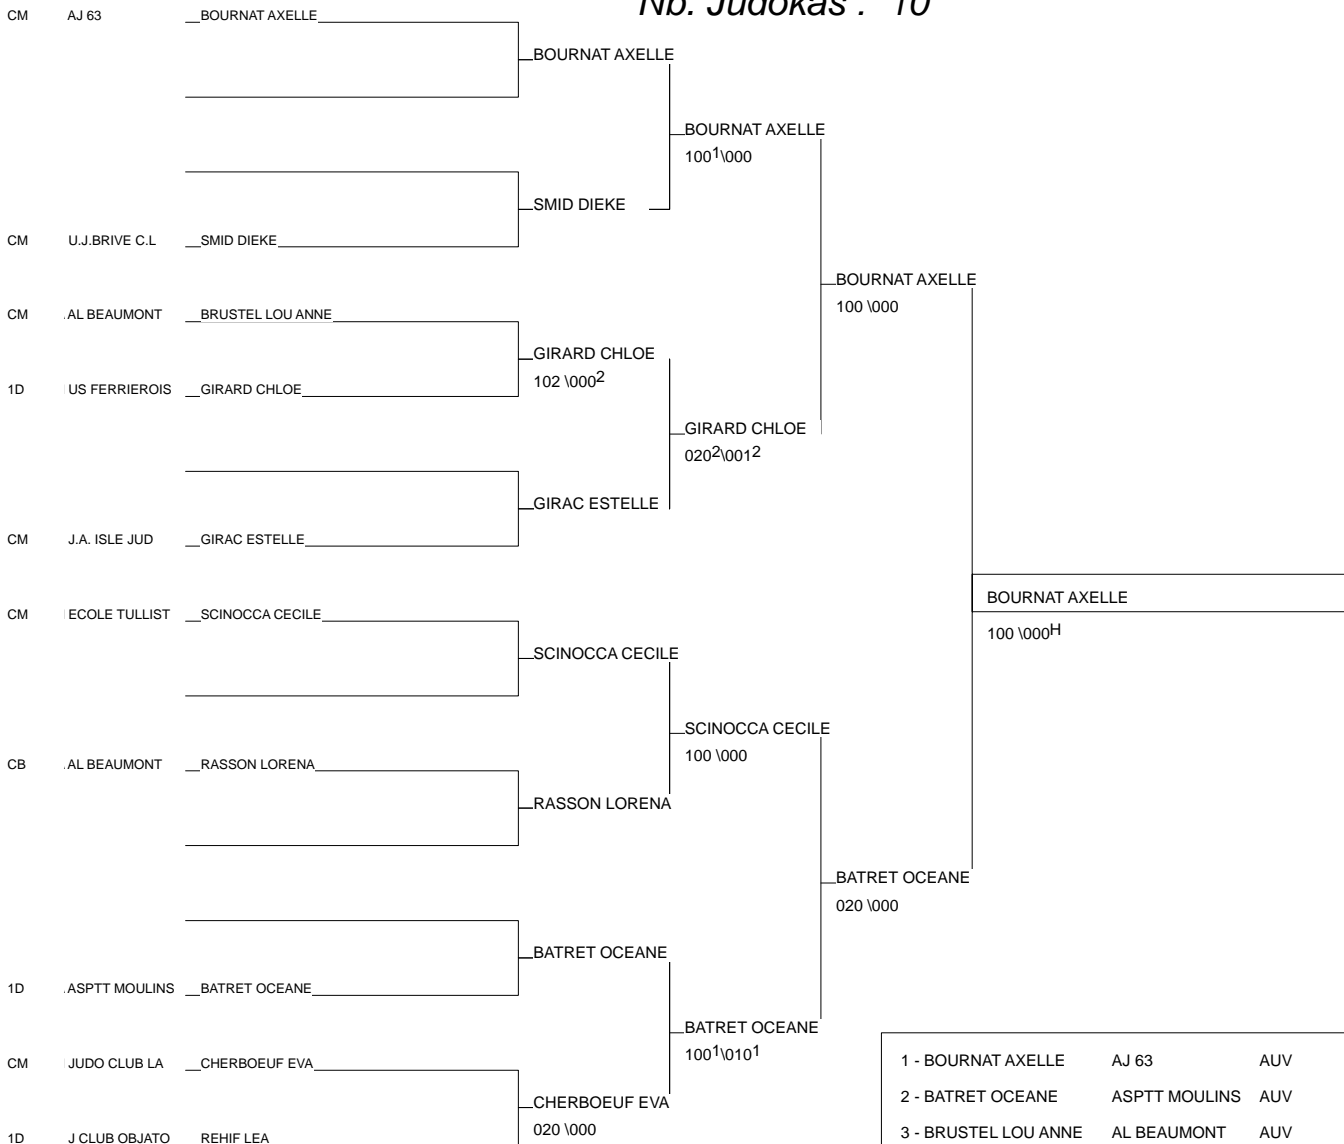 Nb. Judokas : 10
CM AJ 63 BOURNAT AXELLE
BOURNAT AXELLE
BOURNAT AXELLE
100¹\000
SMID DIEKE
CM U.J.BRIVE C.L SMID DIEKE
BOURNAT AXELLE
100 \000
CM AL BEAUMONT BRUSTEL LOU ANNE
GIRARD CHLOE
102 \000²
1D US FERRIEROIS GIRARD CHLOE
GIRARD CHLOE
020²\001²
GIRAC ESTELLE
CM J.A. ISLE JUD GIRAC ESTELLE
BOURNAT AXELLE
100 \000ᴴ
CM ECOLE TULLIST SCINOCCA CECILE
SCINOCCA CECILE
SCINOCCA CECILE
100 \000
CB AL BEAUMONT RASSON LORENA
RASSON LORENA
BATRET OCEANE
020 \000
BATRET OCEANE
1D ASPTT MOULINS BATRET OCEANE
BATRET OCEANE
100¹\010¹
CM JUDO CLUB LA CHERBOEUF EVA
CHERBOEUF EVA
020 \000
1D J CLUB OBJATO REHIF LEA
1 - BOURNAT AXELLE AJ 63 AUV
2 - BATRET OCEANE ASPTT MOULINS AUV
3 - BRUSTEL LOU ANNE AL BEAUMONT AUV